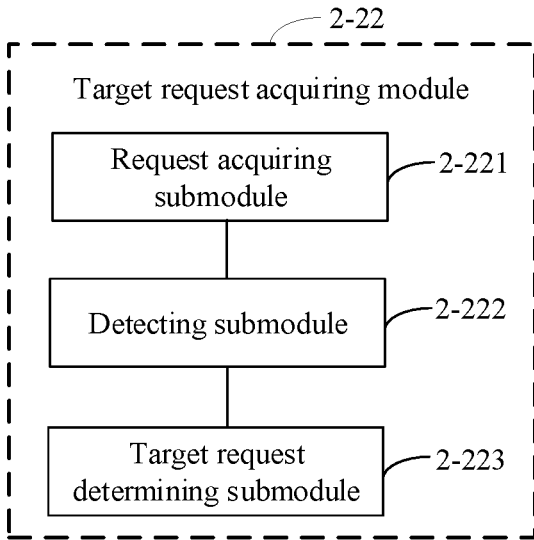 2-22
Target request acquiring module
Request acquiring
submodule
2-221
Detecting submodule
2-222
Target request
determining submodule
2-223